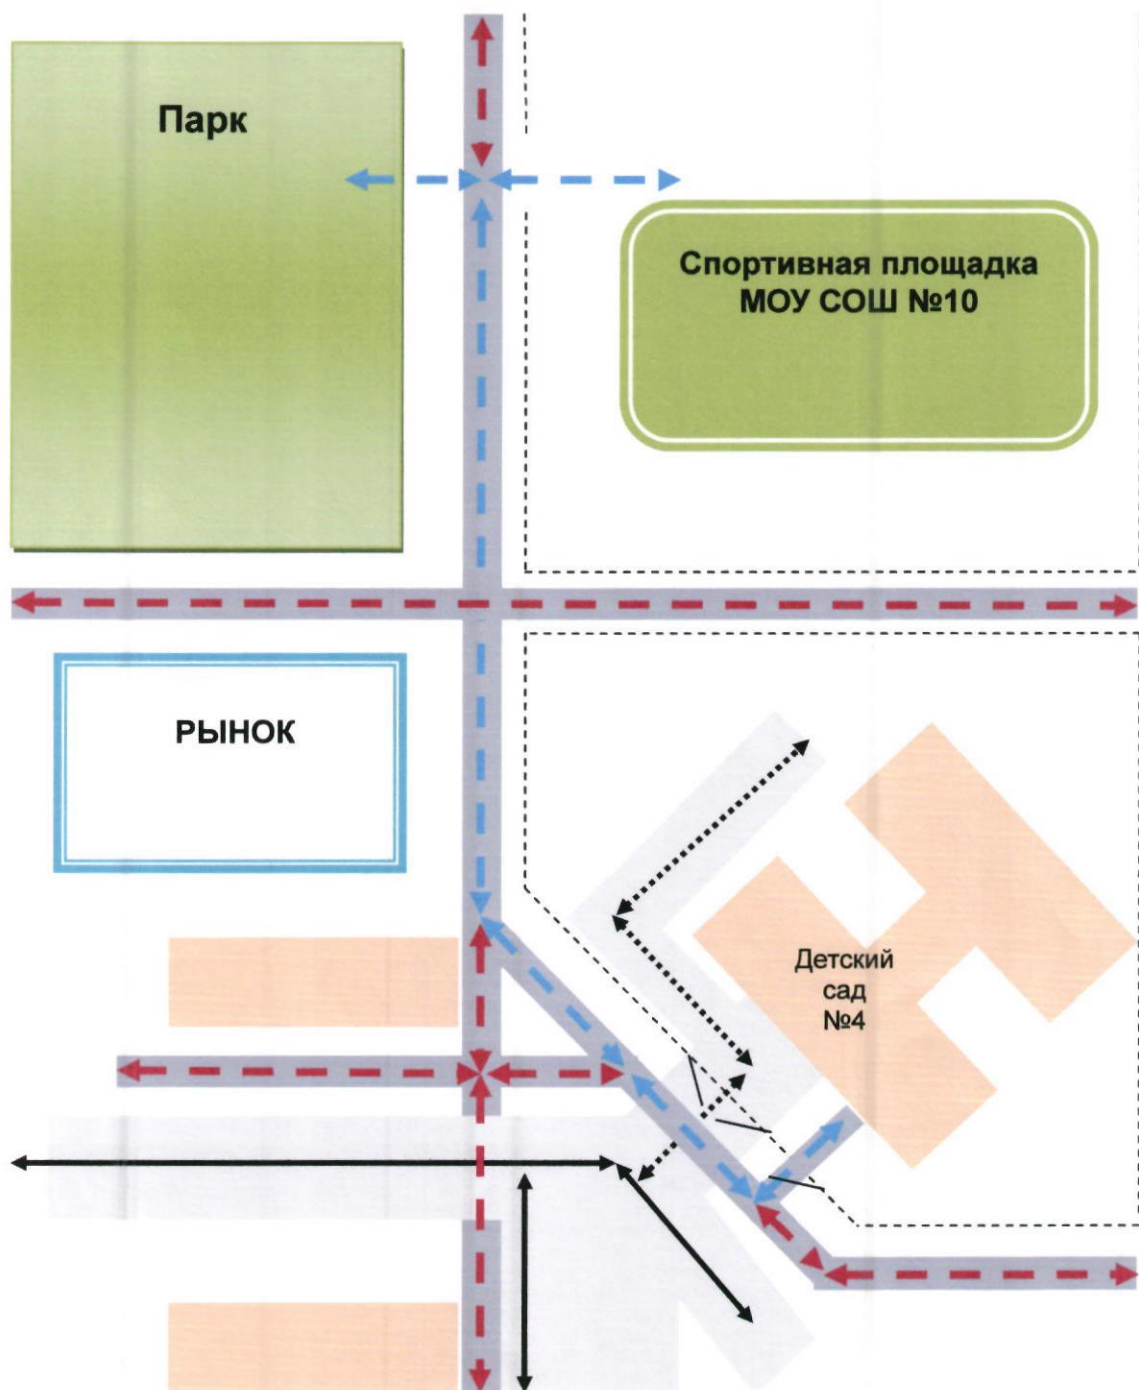 Парк
Спортивная площадка
МОУ СОШ №10
РЫНОК
Детский
сад
№4